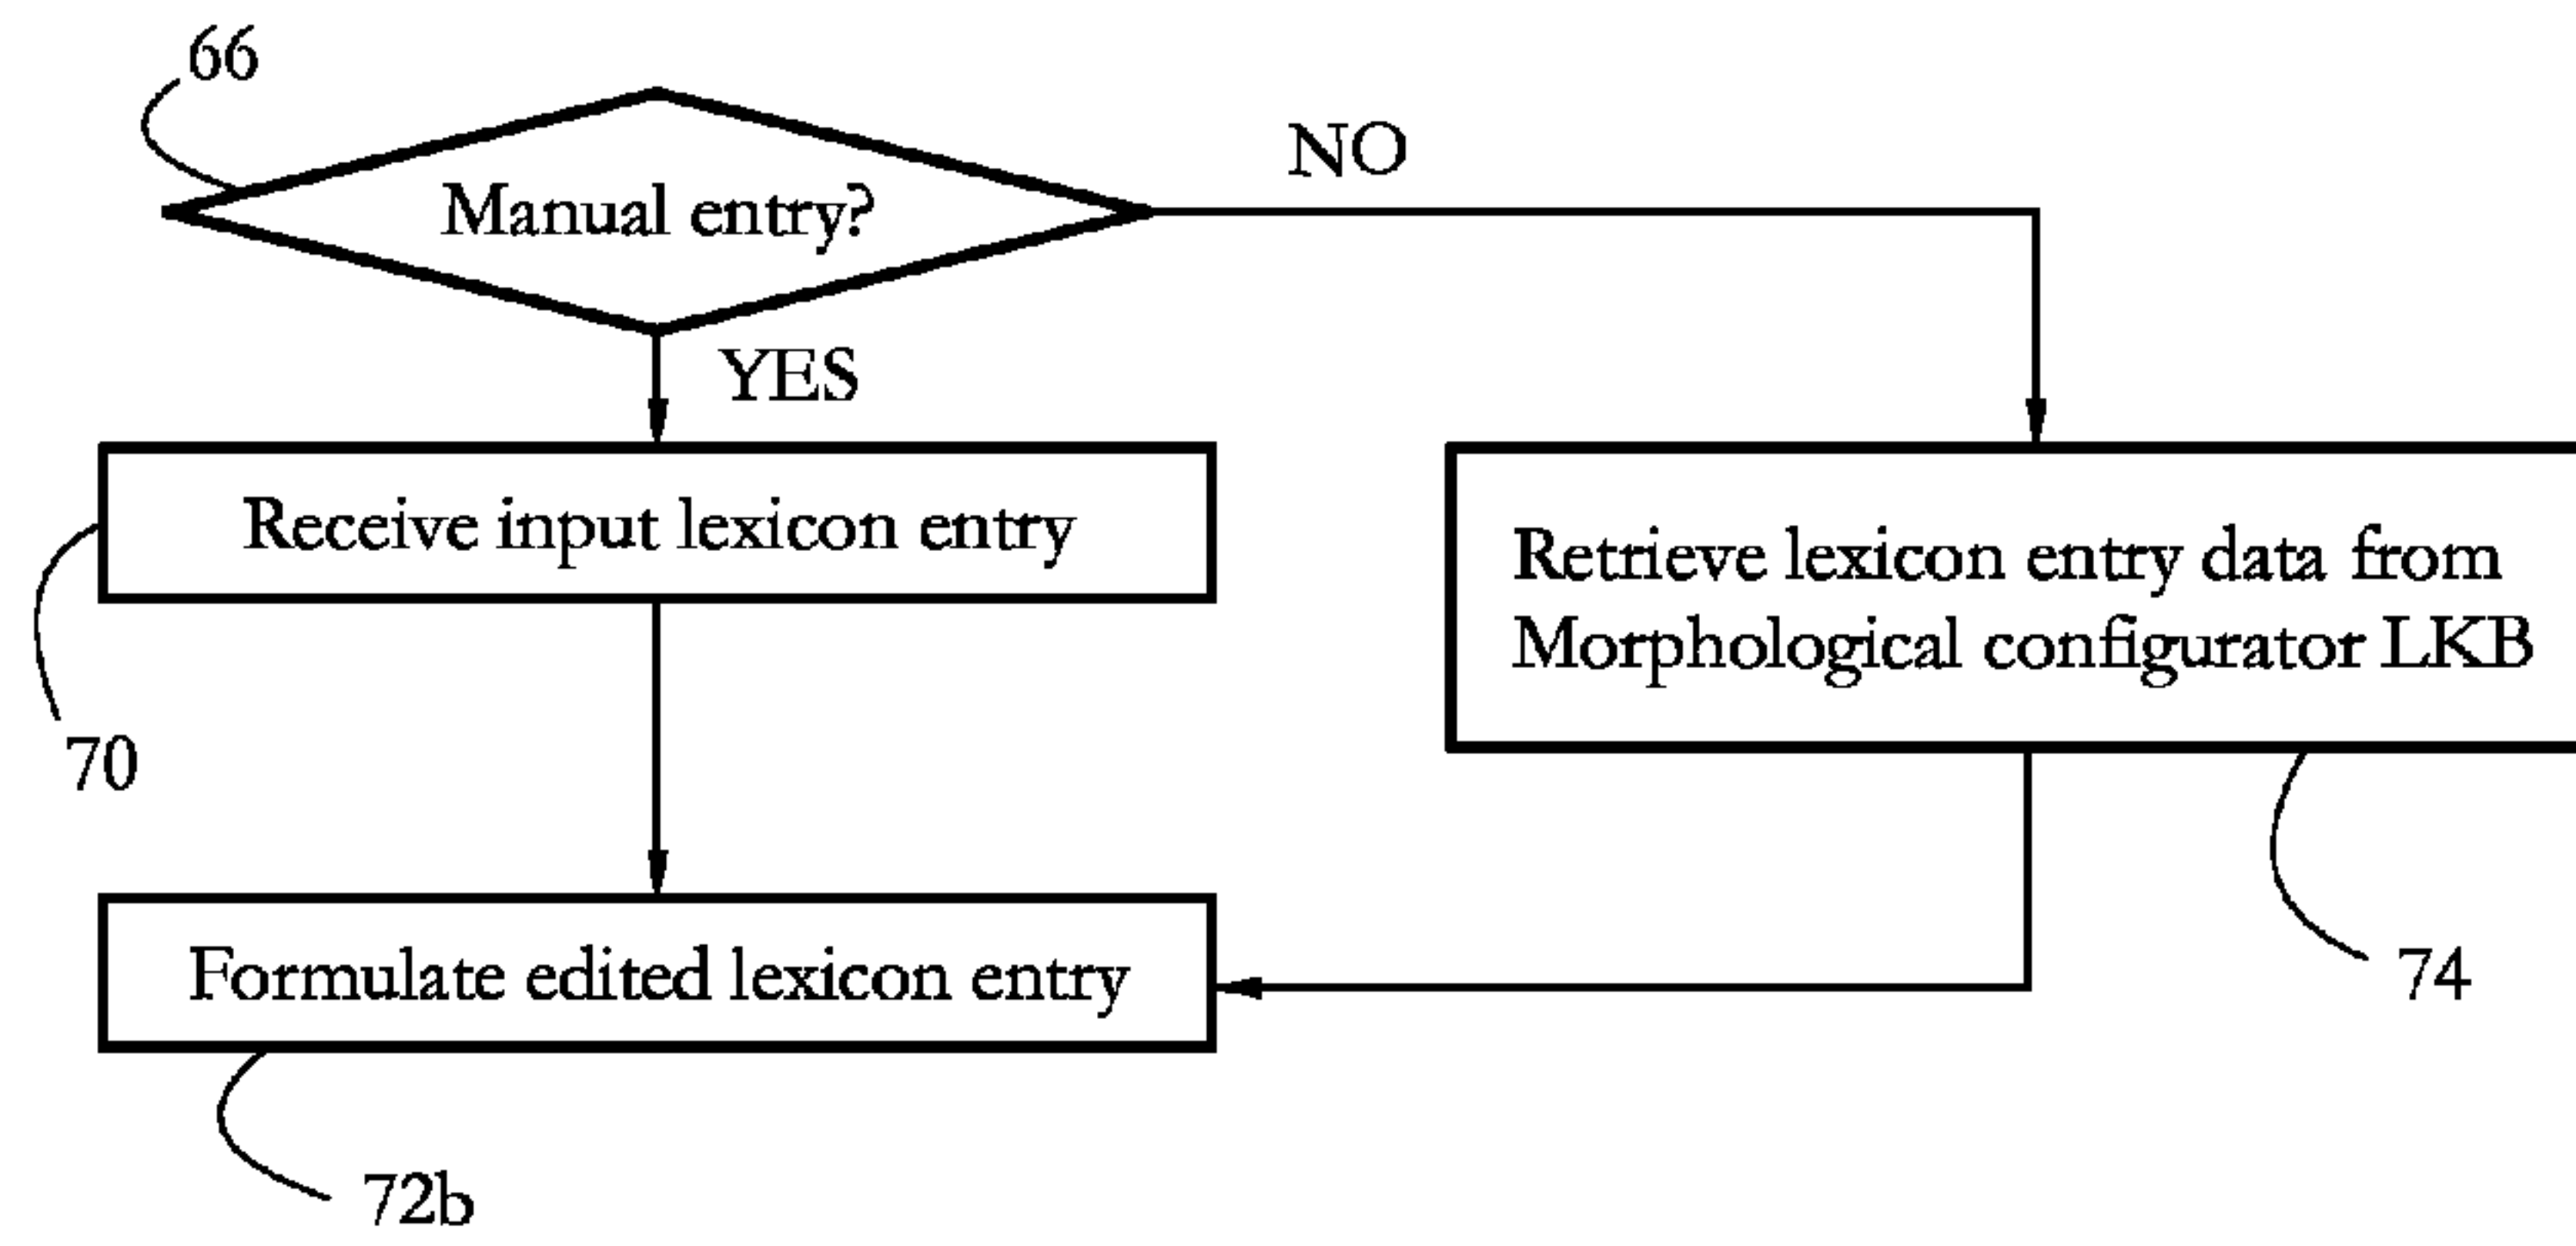 66
Manual entry?
NO
YES
Receive input lexicon entry
Retrieve lexicon entry data from
Morphological configurator LKB
70
Formulate edited lexicon entry
74
72b